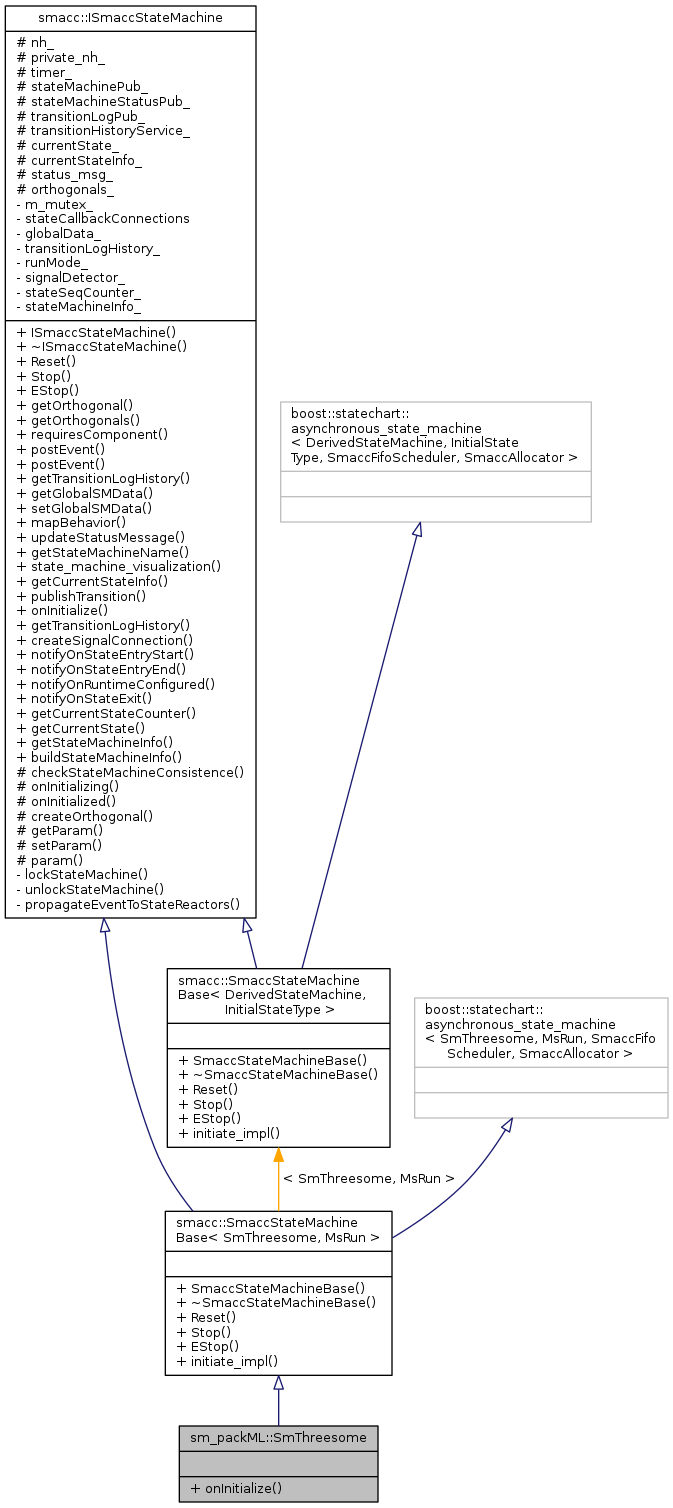 smacc::ISmaccStateMachine
# nh_
# private_nh_
# timer_
# stateMachinePub_
# stateMachineStatusPub_
# transitionLogPub_
# transitionHistoryService_
# currentState_
# currentStateInfo_
# status_msg_
# orthogonals_
- m_mutex_
- stateCallbackConnections
- globalData_
- transitionLogHistory_
- runMode_
- signalDetector_
- stateSeqCounter_
- stateMachineInfo_
+ ISmaccStateMachine()
+ ~ISmaccStateMachine()
+ Reset()
+ Stop()
+ EStop()
+ getOrthogonal()
+ getOrthogonals()
+ requiresComponent()
+ postEvent()
+ postEvent()
+ getTransitionLogHistory()
+ getGlobalSMData()
+ setGlobalSMData()
+ mapBehavior()
+ updateStatusMessage()
+ getStateMachineName()
+ state_machine_visualization()
+ getCurrentStateInfo()
+ publishTransition()
+ onInitialize()
+ getTransitionLogHistory()
+ createSignalConnection()
+ notifyOnStateEntryStart()
+ notifyOnStateEntryEnd()
+ notifyOnRuntimeConfigured()
+ notifyOnStateExit()
+ getCurrentStateCounter()
+ getCurrentState()
+ getStateMachineInfo()
+ buildStateMachineInfo()
# checkStateMachineConsistence()
# onInitializing()
# onInitialized()
# createOrthogonal()
# getParam()
# setParam()
# param()
- lockStateMachine()
- unlockStateMachine()
- propagateEventToStateReactors()
boost::statechart::
asynchronous_state_machine
< DerivedStateMachine, InitialState
Type, SmaccFifoScheduler, SmaccAllocator >
smacc::SmaccStateMachine
Base< DerivedStateMachine,
InitialStateType >
+ SmaccStateMachineBase()
+ ~SmaccStateMachineBase()
+ Reset()
+ Stop()
+ EStop()
+ initiate_impl()
boost::statechart::
asynchronous_state_machine
< SmThreesome, MsRun, SmaccFifo
Scheduler, SmaccAllocator >
< SmThreesome, MsRun >
smacc::SmaccStateMachine
Base< SmThreesome, MsRun >
+ SmaccStateMachineBase()
+ ~SmaccStateMachineBase()
+ Reset()
+ Stop()
+ EStop()
+ initiate_impl()
sm_packML::SmThreesome
+ onInitialize()